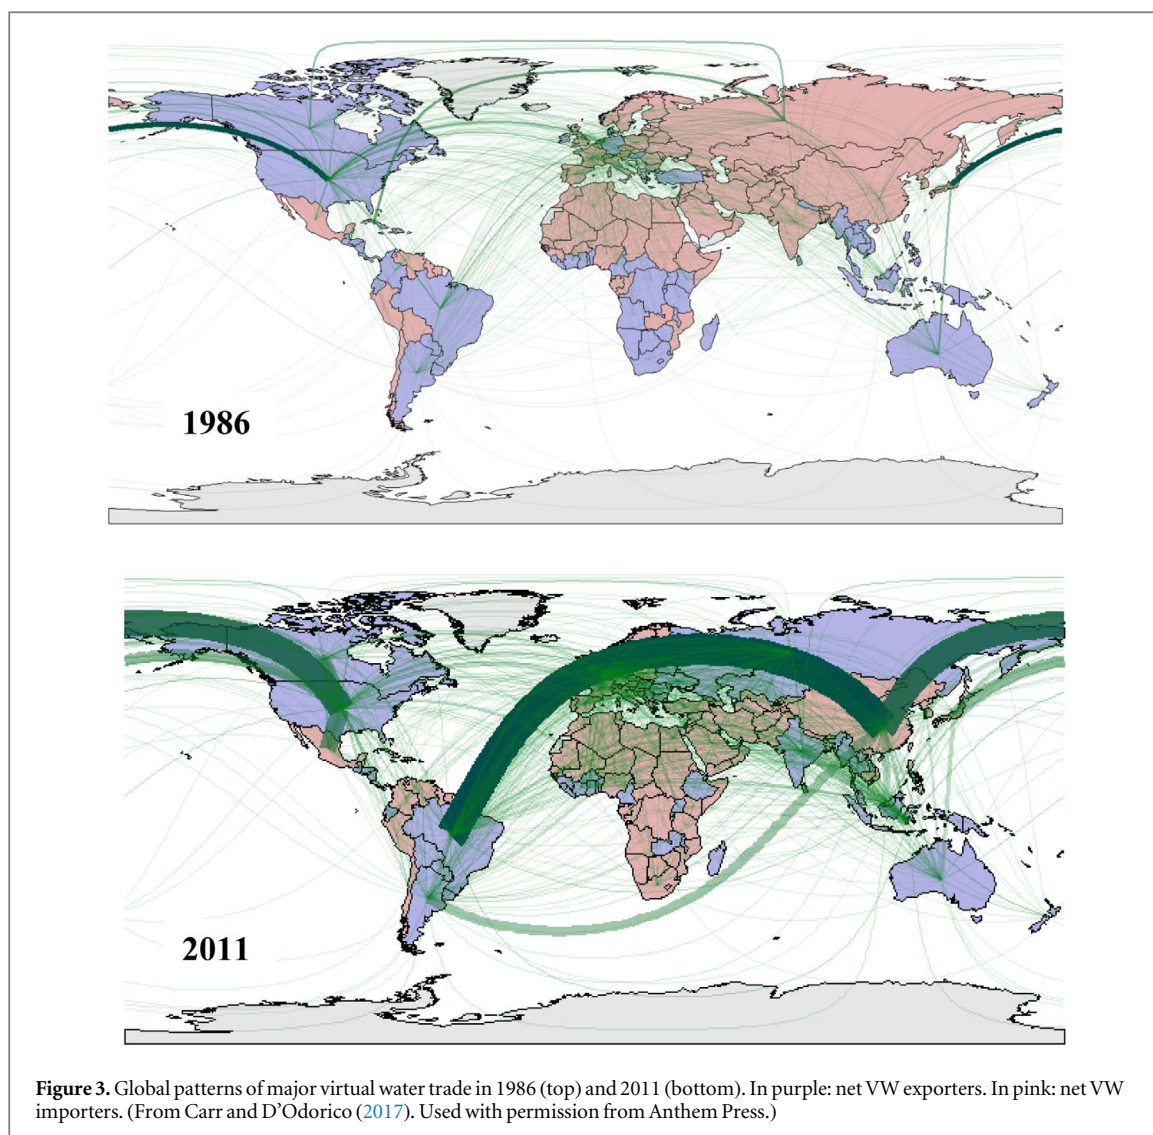 1986
2011
Figure 3. Global patterns of major virtual water trade in 1986 (top) and 2011 (bottom). In purple: net VW exporters. In pink: net VW
importers. (From Carr and D'Odorico (2017). Used with permission from Anthem Press.)